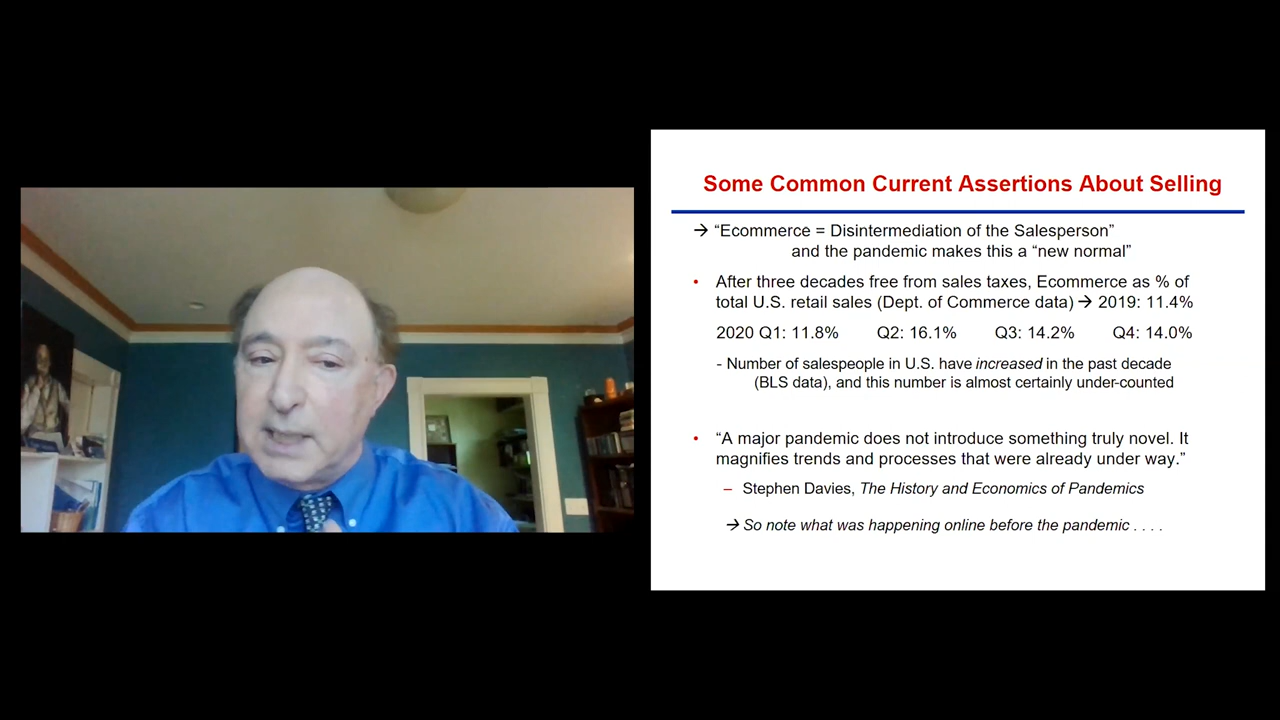 Some Common Current Assertions About Selling
→ “Ecommerce = Disintermediation of the Salesperson”
and the pandemic makes this a “new normal”
• After three decades free from sales taxes, Ecommerce as % of
total U.S. retail sales (Dept. of Commerce data) → 2019: 11.4%
2020 Q1: 11.8% Q2: 16.1% Q3: 14.2% Q4: 14.0%
- Number of salespeople in U.S. have increased in the past decade
(BLS data), and this number is almost certainly under-counted
• “A major pandemic does not introduce something truly novel. It
magnifies trends and processes that were already under way.”
– Stephen Davies, The History and Economics of Pandemics
→ So note what was happening online before the pandemic . . . .